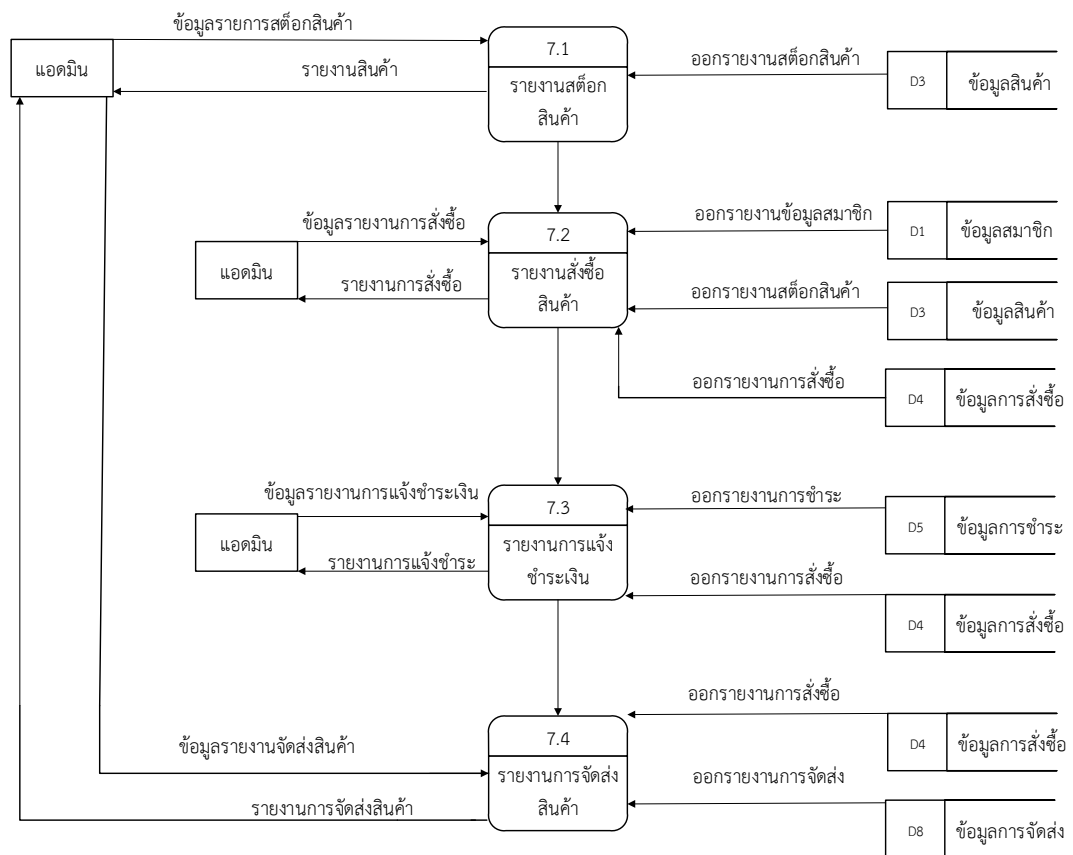 ข้อมูลรายการสต็อกสินค้า
แอดมิน
รายงานสินค้า
7.1
รายงานสต็อก
สินค้า
ออกรายงานสต็อกสินค้า
D3
ข้อมูลสินค้า
ข้อมูลรายงานการสั่งซื้อ
แอดมิน
รายงานการสั่งซื้อ
7.2
รายงานสั่งซื้อ
สินค้า
ออกรายงานข้อมูลสมาชิก
D1
ข้อมูลสมาชิก
ออกรายงานสต็อกสินค้า
D3
ข้อมูลสินค้า
ออกรายงานการสั่งซื้อ
D4
ข้อมูลการสั่งซื้อ
ข้อมูลรายงานการแจ้งชำระเงิน
แอดมิน
รายงานการแจ้งชำระ
7.3
รายงานการแจ้ง
ชำระเงิน
ออกรายงานการชำระ
D5
ข้อมูลการชำระ
ออกรายงานการสั่งซื้อ
D4
ข้อมูลการสั่งซื้อ
ข้อมูลรายงานจัดส่งสินค้า
รายงานการจัดส่งสินค้า
7.4
รายงานการจัดส่ง
สินค้า
ออกรายงานการสั่งซื้อ
D4
ข้อมูลการสั่งซื้อ
ออกรายงานการจัดส่ง
D8
ข้อมูลการจัดส่ง